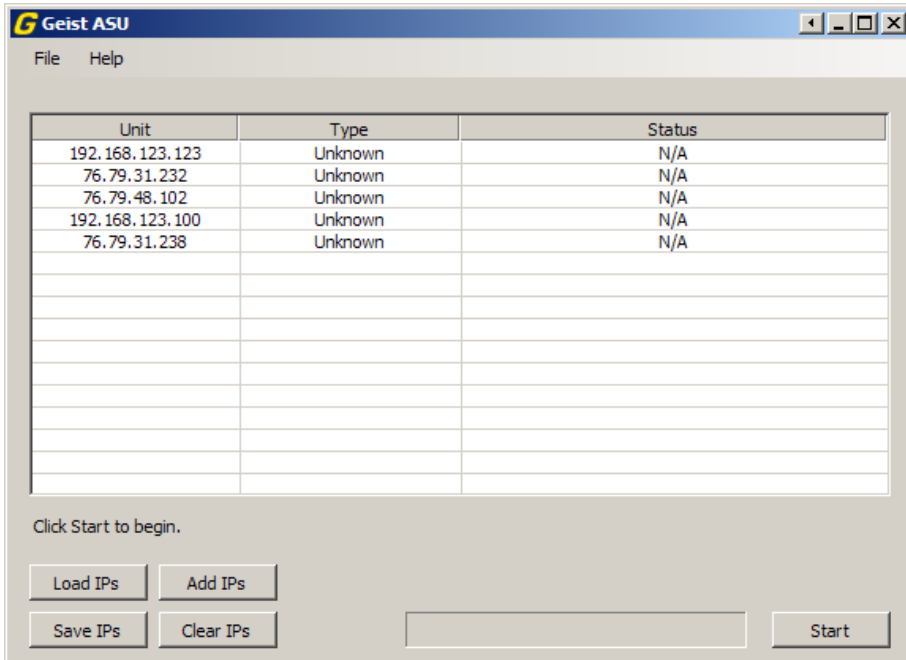 G Geist ASU
File Help
Unit Type Status
192.168.123.123 Unknown N/A
76.79.31.232 Unknown N/A
76.79.48.102 Unknown N/A
192.168.123.100 Unknown N/A
76.79.31.238 Unknown N/A
Click Start to begin.
Load IPs Add IPs
Save IPs Clear IPs Start